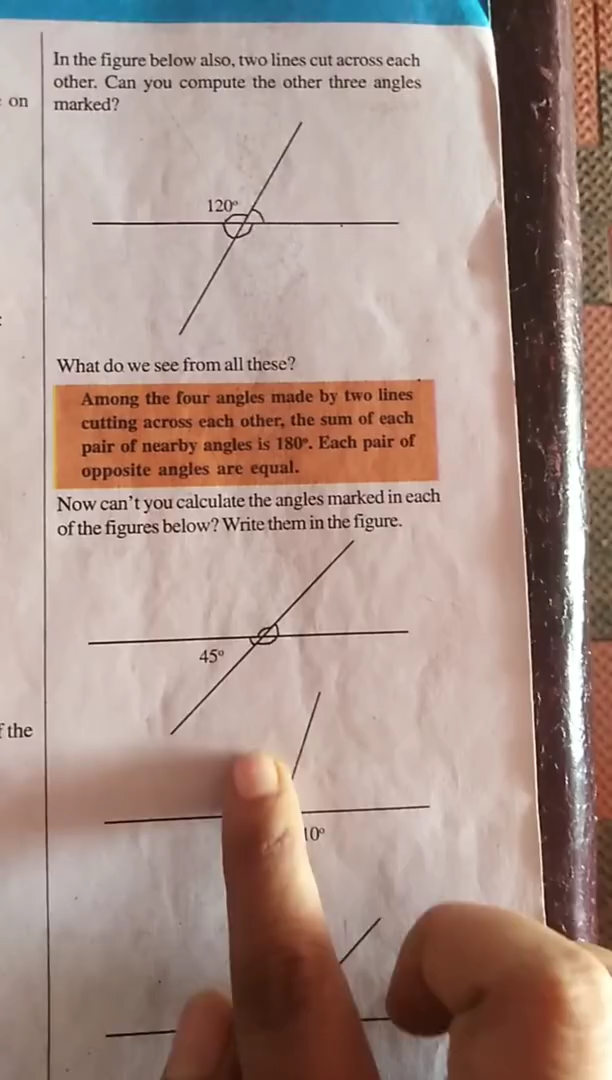 In the figure below also, two lines cut across each
other. Can you compute the other three angles
on
marked?
120°
What do we see from all these?
Among the four angles made by two lines
cutting across each other, the sum of each
pair of nearby angles is 180°. Each pair of
opposite angles are equal.
Now can't you calculate the angles marked in each
of the figures below? Write them in the figure.
45°
the
10°